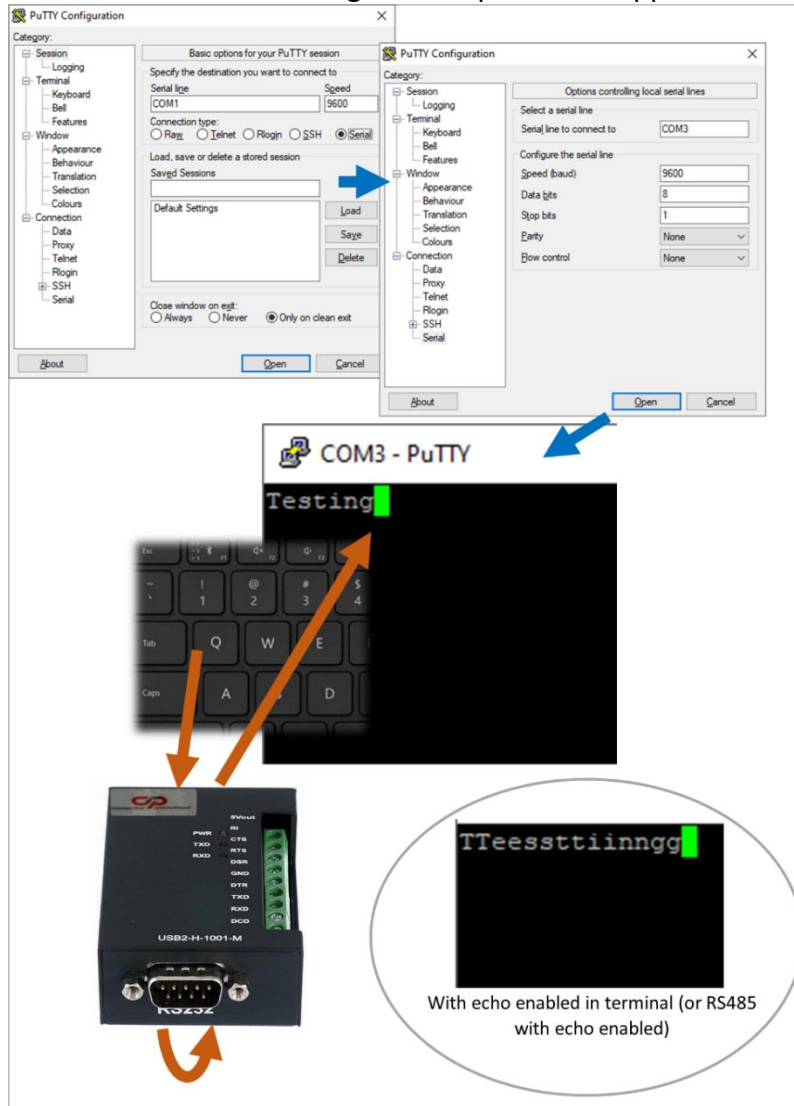 PuTTY Configuration
Category:
Session
Logging
Terminal
Keyboard
Bell
Features
Window
Appearance
Behaviour
Translation
Selection
Colours
Connection
Data
Proxy
Telnet
Rlogin
SSH
Serial
Basic options for your PuTTY session
Specify the destination you want to connect to
Serial line Speed
COM1 9600
Connection type:
Raw Telnet Rlogin SSH Serial
Load, save or delete a stored session
Saved Sessions
Default Settings
Load
Save
Delete
Close window on exit:
Always Never Only on clean exit
About Open Cancel
PuTTY Configuration
Category:
Session
Logging
Terminal
Keyboard
Bell
Features
Window
Appearance
Behaviour
Translation
Selection
Colours
Connection
Data
Proxy
Telnet
Rlogin
SSH
Serial
Options controlling local serial lines
Select a serial line
Serial line to connect to COM3
Configure the serial line
Speed (baud) 9600
Data bits 8
Stop bits 1
Parity None
Flow control None
About Open Cancel
COM3 - PuTTY
Testing
Esc F1 F2
~ ! @ # $
` 1 2 3 4
Tab Q W E
Caps A D
CP
5Vout
RI
PWR CTS
TXD RTS
RXD DSR
GND
DTR
TXD
RXD
DCD
USB2-H-1001-M
RS232
TTeessttiinngg
With echo enabled in terminal (or RS485
with echo enabled)